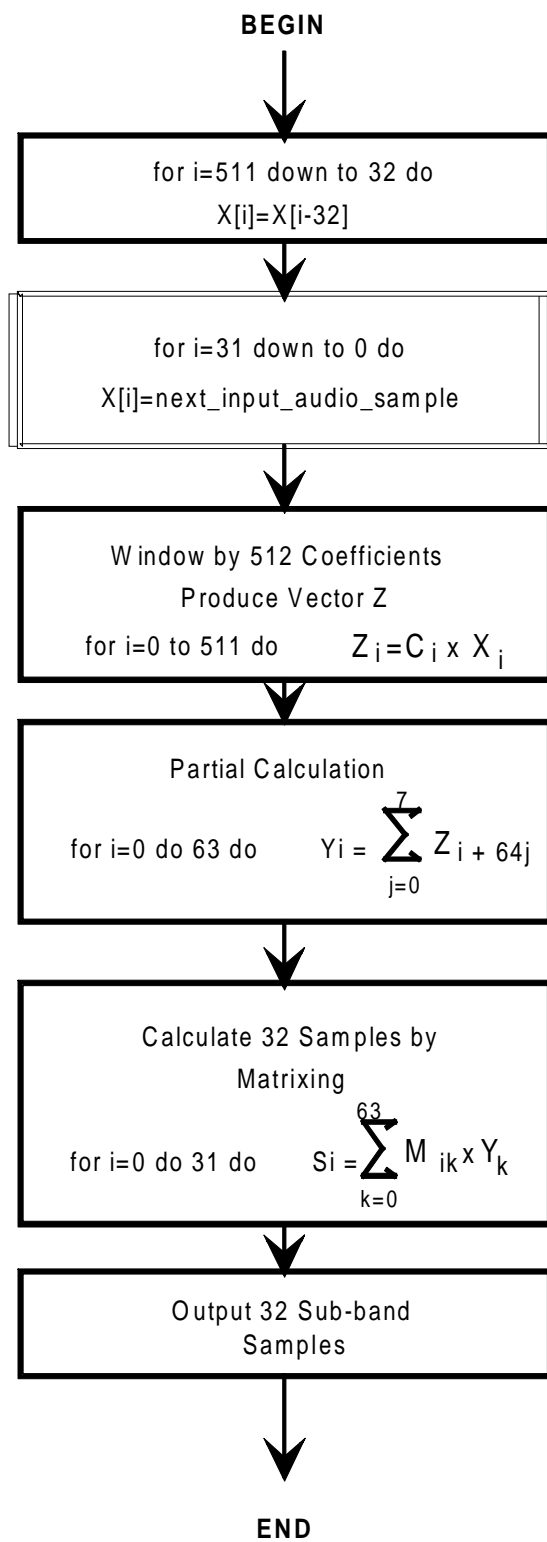 BEGIN
for i=511 down to 32 do
X[i]=X[i-32]
for i=31 down to 0 do
X[i]=next_input_audio_sample
Window by 512 Coefficients
Produce Vector Z
for i=0 to 511 do Z i = C i x X i
Partial Calculation
7
for i=0 do 63 do Yi = ∑ Z i + 64j
j=0
Calculate 32 Samples by
Matrixing
63
for i=0 do 31 do Si = ∑ M ik x Y k
k=0
Output 32 Sub-band
Samples
END